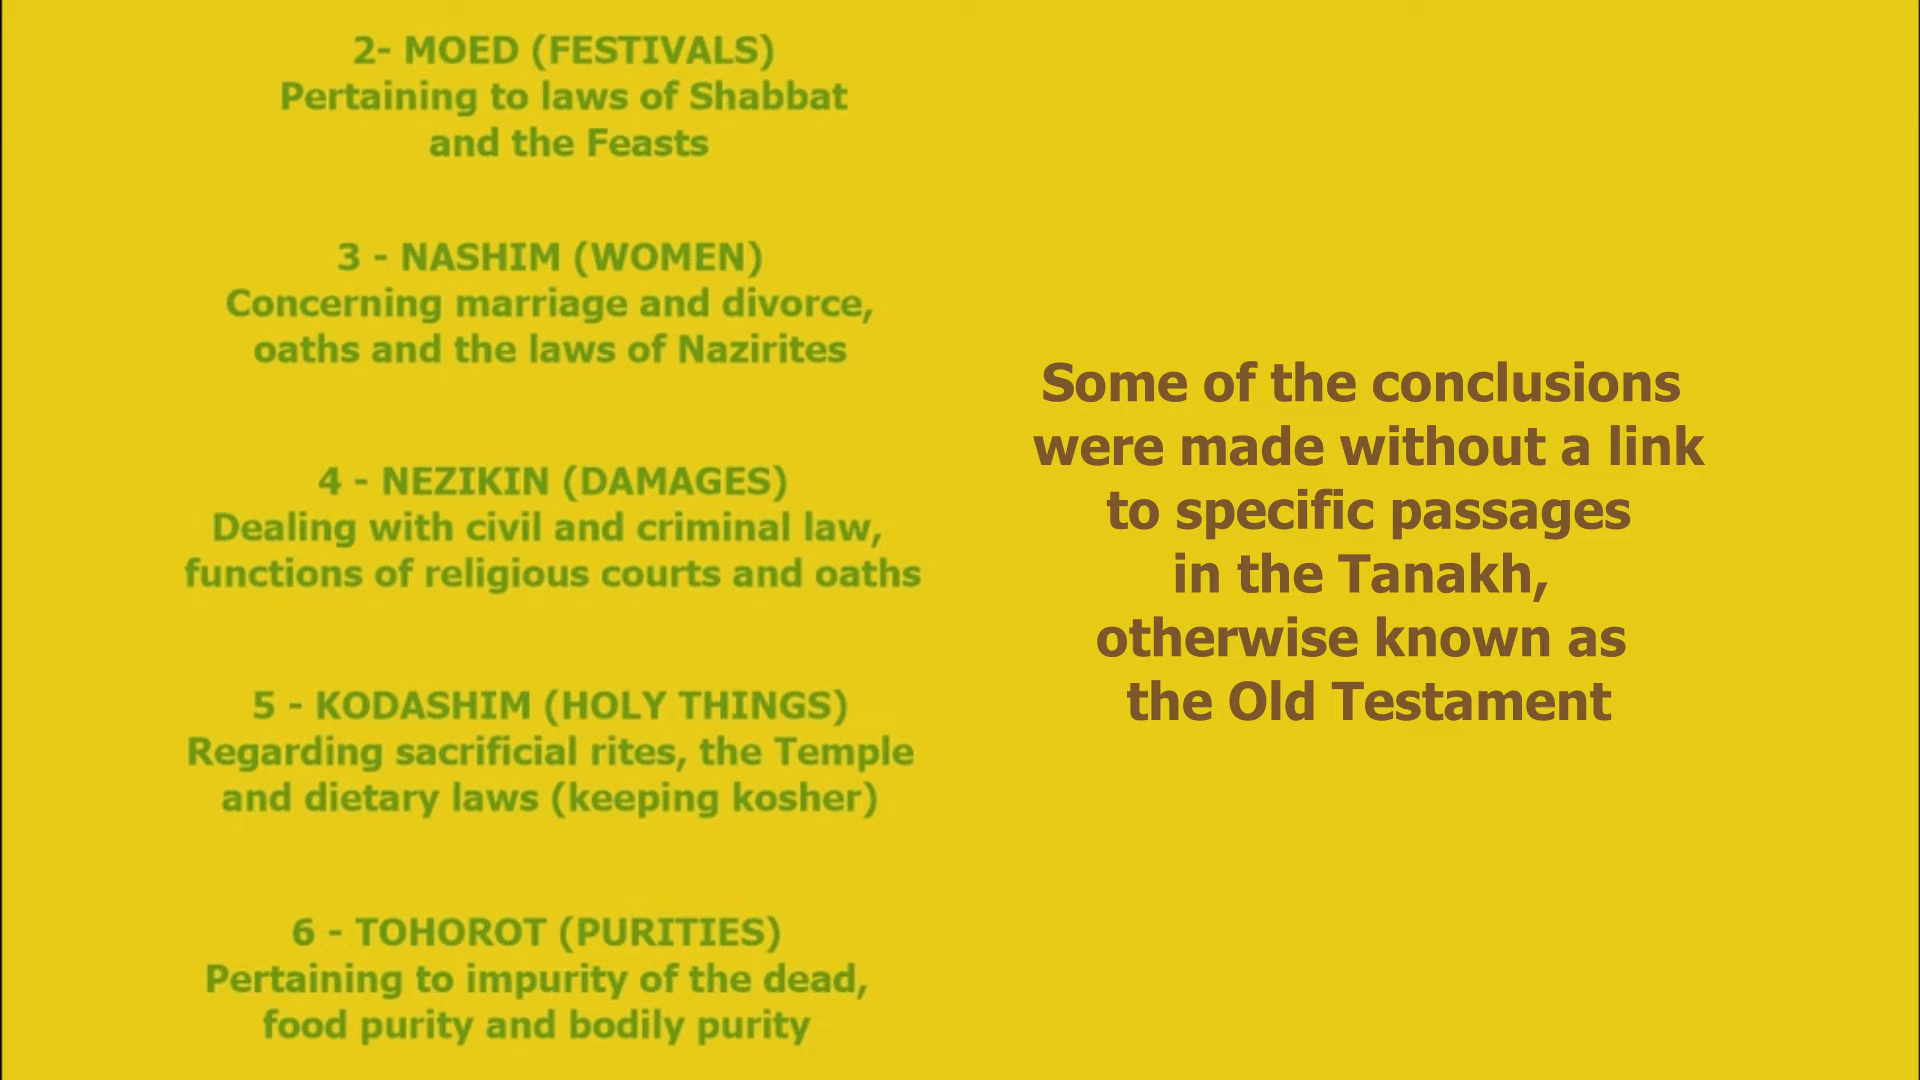 2- MOED (FESTIVALS)
Pertaining to laws of Shabbat
and the Feasts
3 - NASHIM (WOMEN)
Concerning marriage and divorce,
oaths and the laws of Nazirites
4 - NEZIKIN (DAMAGES)
Dealing with civil and criminal law,
functions of religious courts and oaths
5 - KODASHIM (HOLY THINGS)
Regarding sacrificial rites, the Temple
and dietary laws (keeping kosher)
6 - TOHOROT (PURITIES)
Pertaining to impurity of the dead,
food purity and bodily purity
Some of the conclusions
were made without a link
to specific passages
in the Tanakh,
otherwise known as
the Old Testament